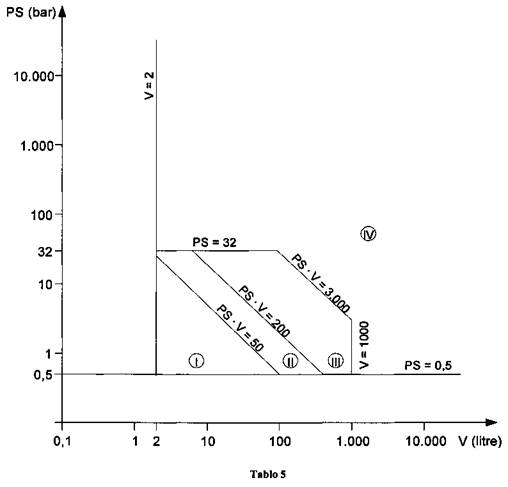 PS (bar)
10.000
1.000
100
32
10
1
0,5
V = 2
PS = 32
PS · V = 3.000
PS · V = 200
PS · V = 50
V = 1000
PS = 0,5
I
II
III
IV
0,1 1 2 10 100 1.000 10.000 V (litre)
Tablo 5